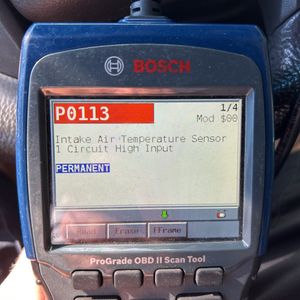 BOSCH
P0113
1/4
Mod $00
Intake Air Temperature Sensor
1 Circuit High Input
PERMANENT
Read Erase FFrame
ProGrade OBD II Scan Tool